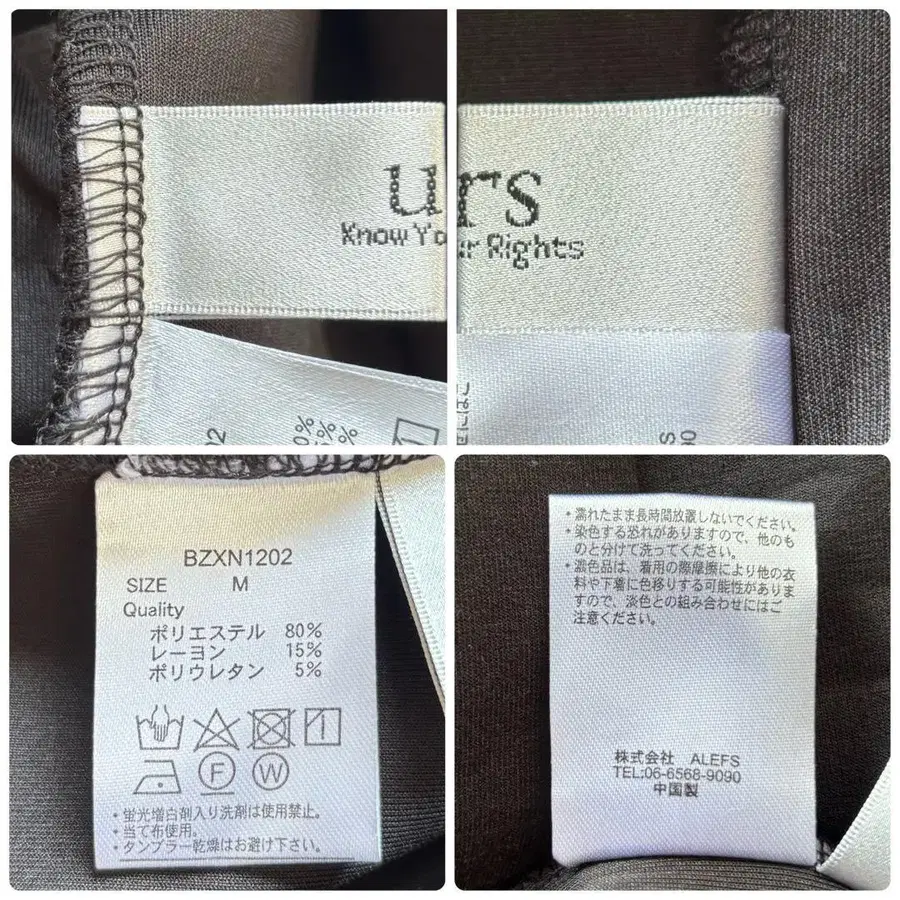 urs
Know Your Rights
BZXN1202
SIZE M
Quality
ポリエステル 80%
レーヨン 15%
ポリウレタン 5%
F
W
・蛍光増白剤入り洗剤は使用禁止。
・当て布使用。
・タンブラー乾燥はお避け下さい。
・濡れたまま長時間放置しないでください。
・染色する恐れがありますので、他のも
のと分けて洗ってください。
・濃色品は、着用の際摩擦により他の衣
料や下着に色移りする可能性がありま
すので、淡色との組み合わせにはご
注意ください。
株式会社 ALEFS
TEL:06-6568-9090
中国製